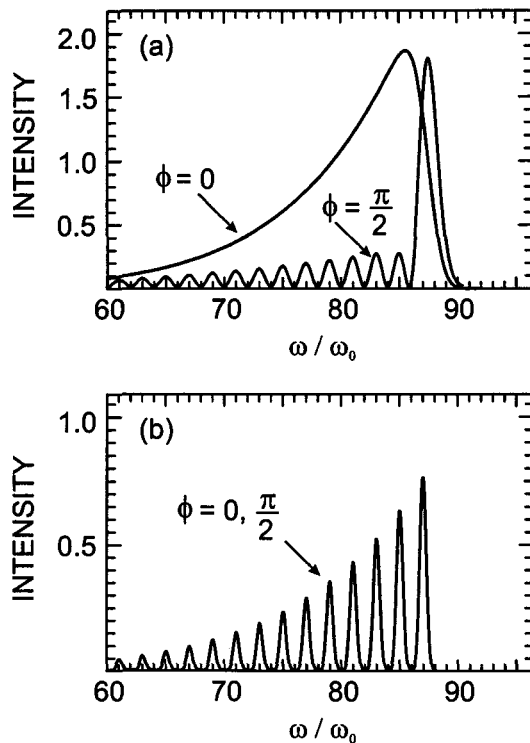 (a)
2.0
1.5
1.0
0.5
INTENSITY
ϕ = 0
ϕ = π/2
60 70 80 90
ω / ω₀
(b)
1.0
0.5
INTENSITY
ϕ = 0, π/2
60 70 80 90
ω / ω₀